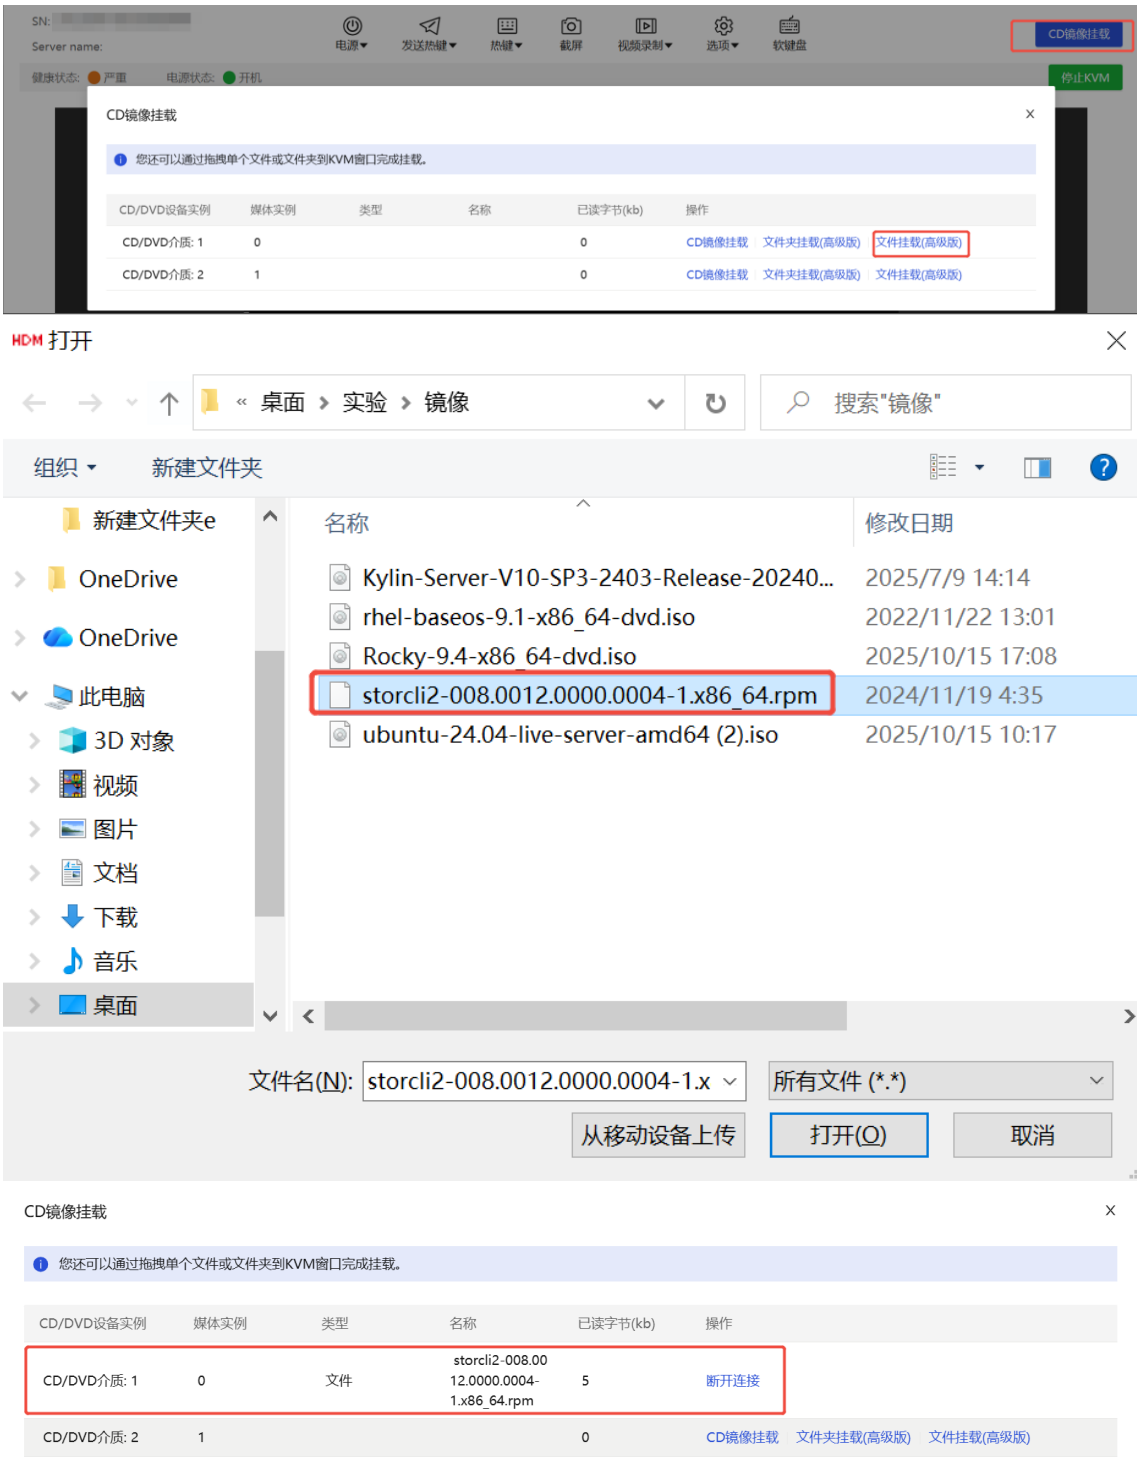 SN:
Server name:
电源▼ 发送热键▼ 热键▼ 截屏 视频录制▼ 选项▼ 软键盘
CD镜像挂载
健康状态: 严重 电源状态: 开机
停止KVM
CD镜像挂载 x
您还可以通过拖拽单个文件或文件夹到KVM窗口完成挂载。
CD/DVD设备实例 媒体实例 类型 名称 已读字节(kb) 操作
CD/DVD介质: 1 0 0 CD镜像挂载 文件夹挂载(高级版) 文件挂载(高级版)
CD/DVD介质: 2 1 0 CD镜像挂载 文件夹挂载(高级版) 文件挂载(高级版)
HDM 打开
« 桌面 > 实验 > 镜像
搜索"镜像"
组织 新建文件夹
名称 修改日期
新建文件夹e
OneDrive
OneDrive
此电脑
3D 对象
视频
图片
文档
下载
音乐
桌面
Kylin-Server-V10-SP3-2403-Release-20240... 2025/7/9 14:14
rhel-baseos-9.1-x86_64-dvd.iso 2022/11/22 13:01
Rocky-9.4-x86_64-dvd.iso 2025/10/15 17:08
storcli2-008.0012.0000.0004-1.x86_64.rpm 2024/11/19 4:35
ubuntu-24.04-live-server-amd64 (2).iso 2025/10/15 10:17
文件名(N): storcli2-008.0012.0000.0004-1.x 所有文件 (*.*)
从移动设备上传 打开(O) 取消
CD镜像挂载 x
您还可以通过拖拽单个文件或文件夹到KVM窗口完成挂载。
CD/DVD设备实例 媒体实例 类型 名称 已读字节(kb) 操作
storcli2-008.00
CD/DVD介质: 1 0 文件 12.0000.0004- 5 断开连接
1.x86_64.rpm
CD/DVD介质: 2 1 0 CD镜像挂载 文件夹挂载(高级版) 文件挂载(高级版)